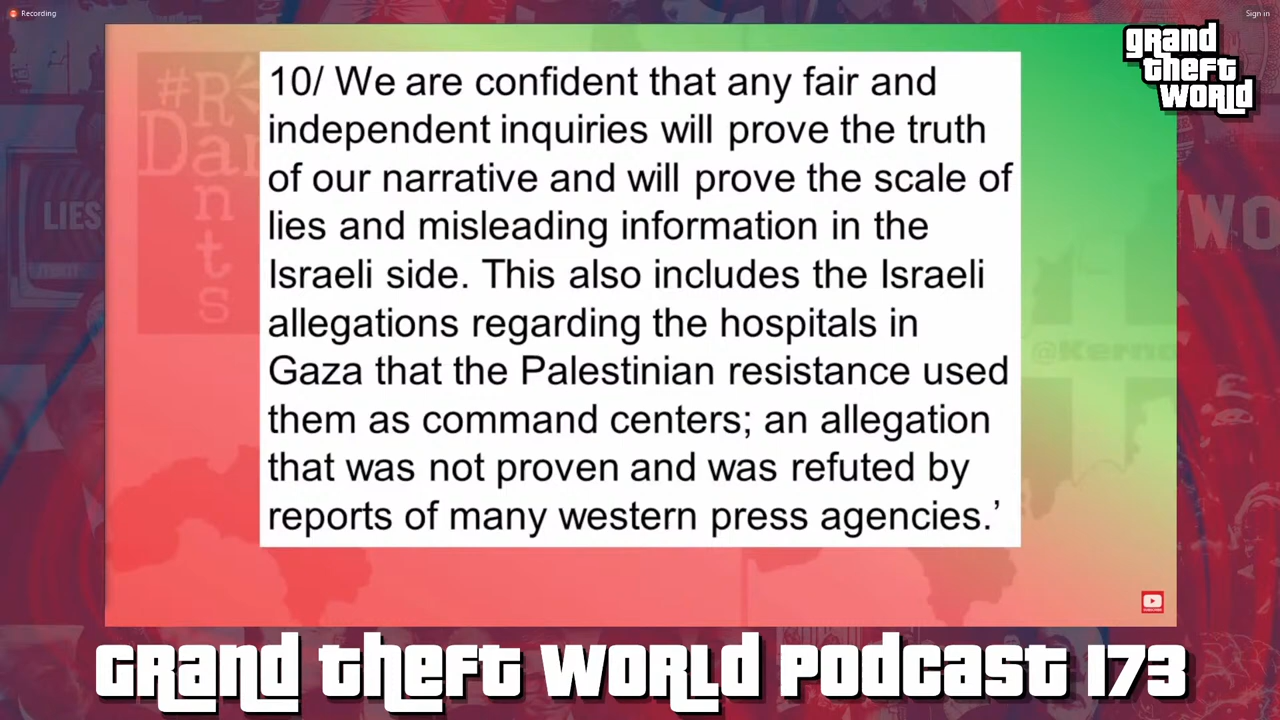 Recording
Sign in
grand
theft
WORLD
#R
Dar
n
t
s
LIES
WO
@Kerno
10/ We are confident that any fair and
independent inquiries will prove the truth
of our narrative and will prove the scale of
lies and misleading information in the
Israeli side. This also includes the Israeli
allegations regarding the hospitals in
Gaza that the Palestinian resistance used
them as command centers; an allegation
that was not proven and was refuted by
reports of many western press agencies.’
Grand theft World Podcast 173